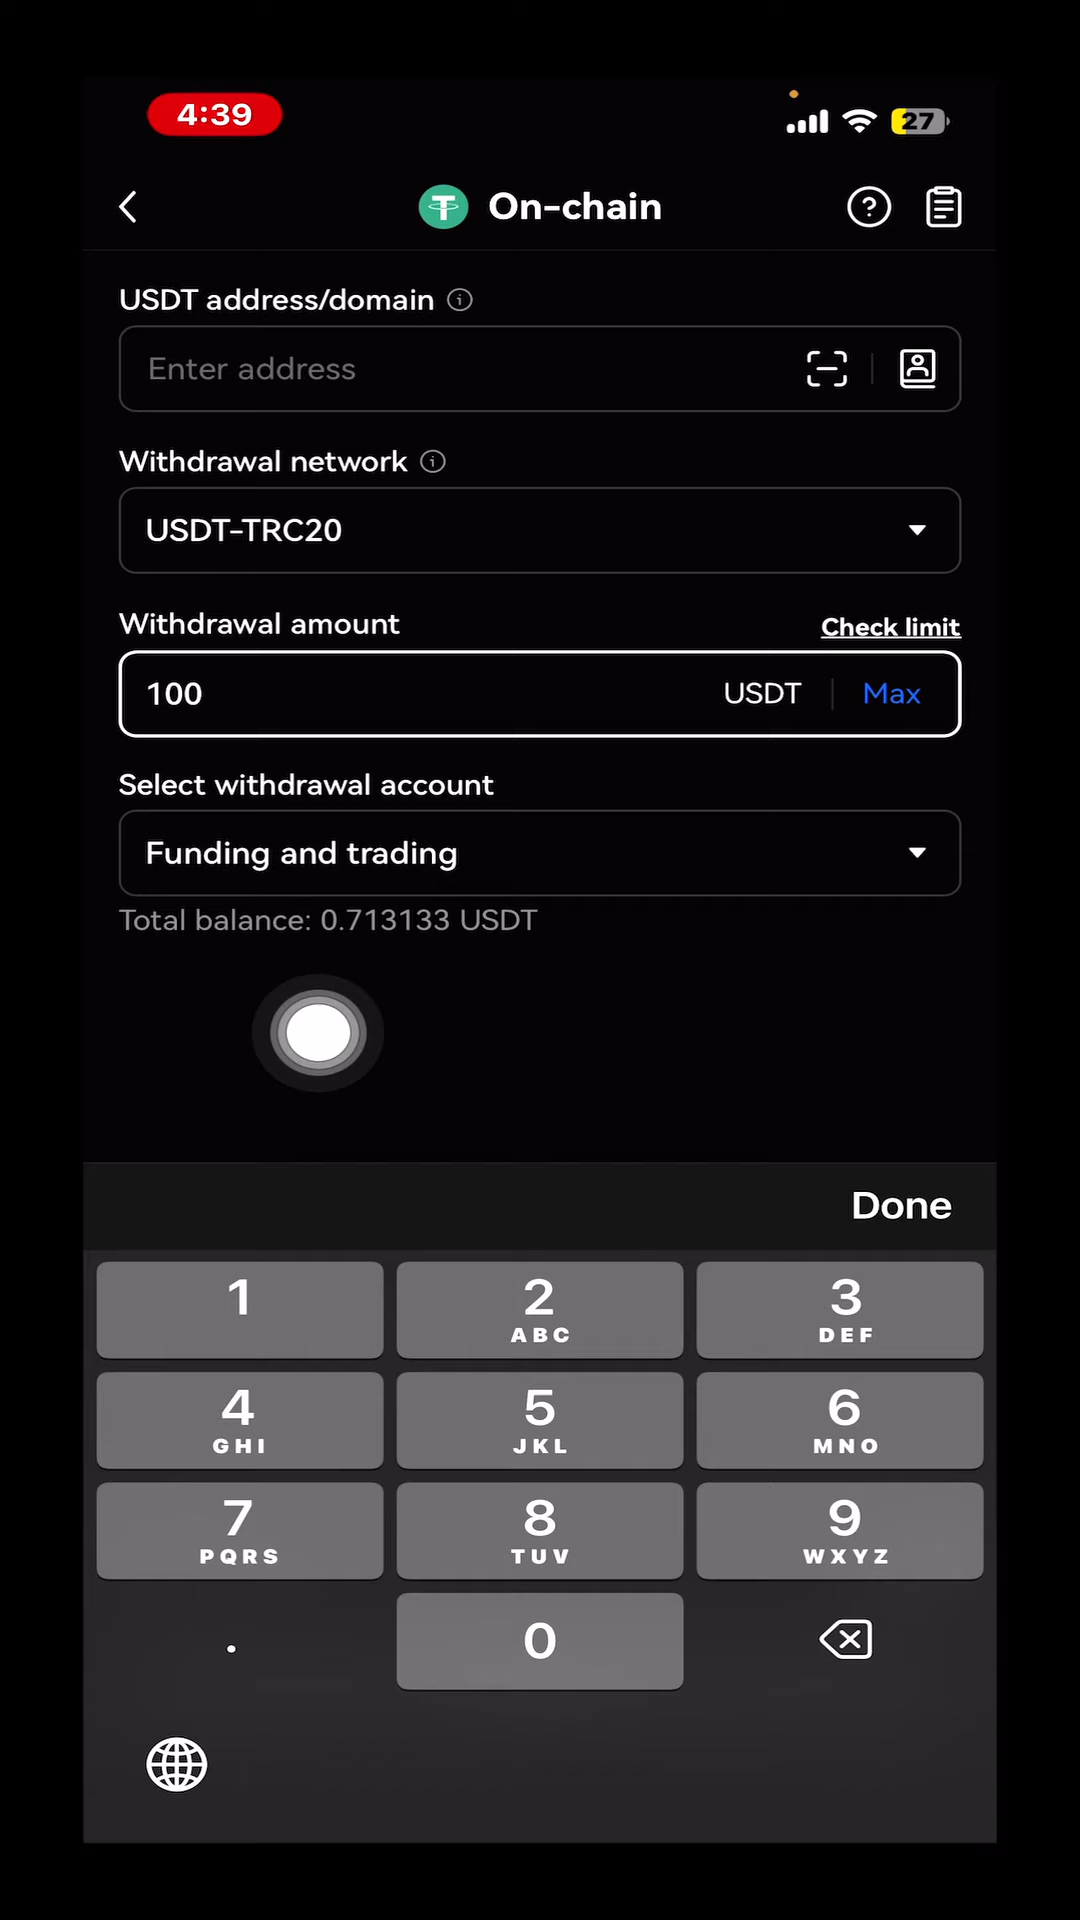 4:39
27
On-chain
USDT address/domain
Enter address
Withdrawal network
USDT-TRC20
Withdrawal amount
Check limit
100 USDT Max
Select withdrawal account
Funding and trading
Total balance: 0.713133 USDT
Done
1 2 3
ABC DEF
4 5 6
GHI JKL MNO
7 8 9
PQRS TUV WXYZ
. 0